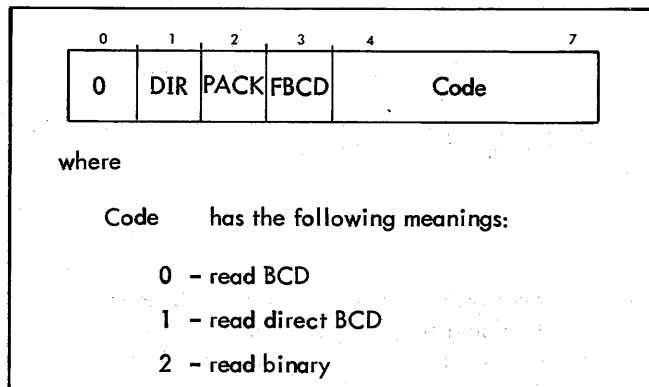 0 1 2 3 4 7
0 DIR PACK FBCD Code
where
Code has the following meanings:
0 – read BCD
1 – read direct BCD
2 – read binary